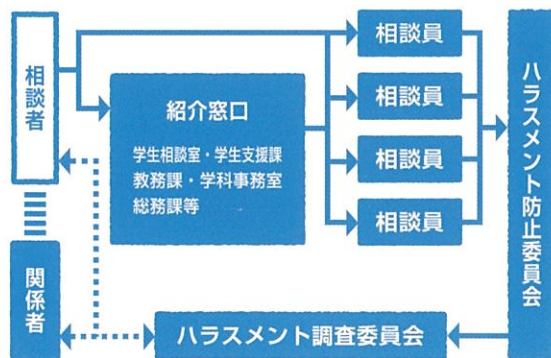 相談者
紹介窓口
学生相談室・学生支援課
教務課・学科事務室
総務課等
相談員
相談員
相談員
相談員
ハラスメント防止委員会
関係者
ハラスメント調査委員会